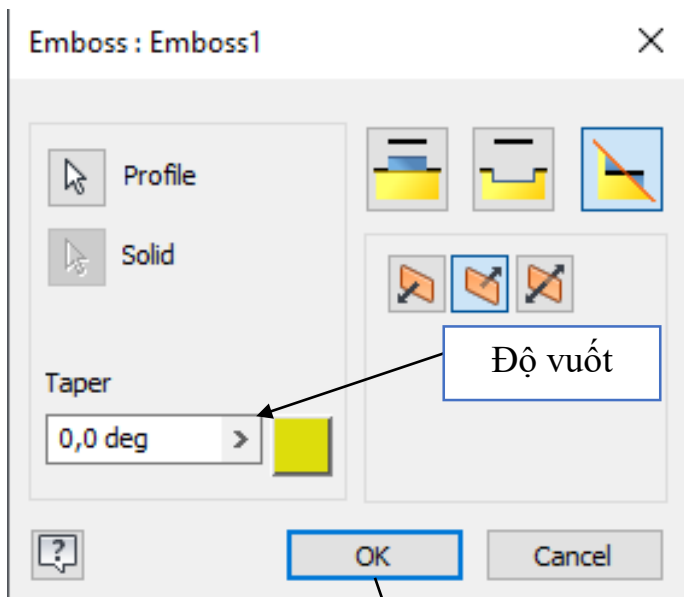 Emboss : Emboss1
Profile
Solid
Độ vuốt
Taper
0,0 deg
OK
Cancel